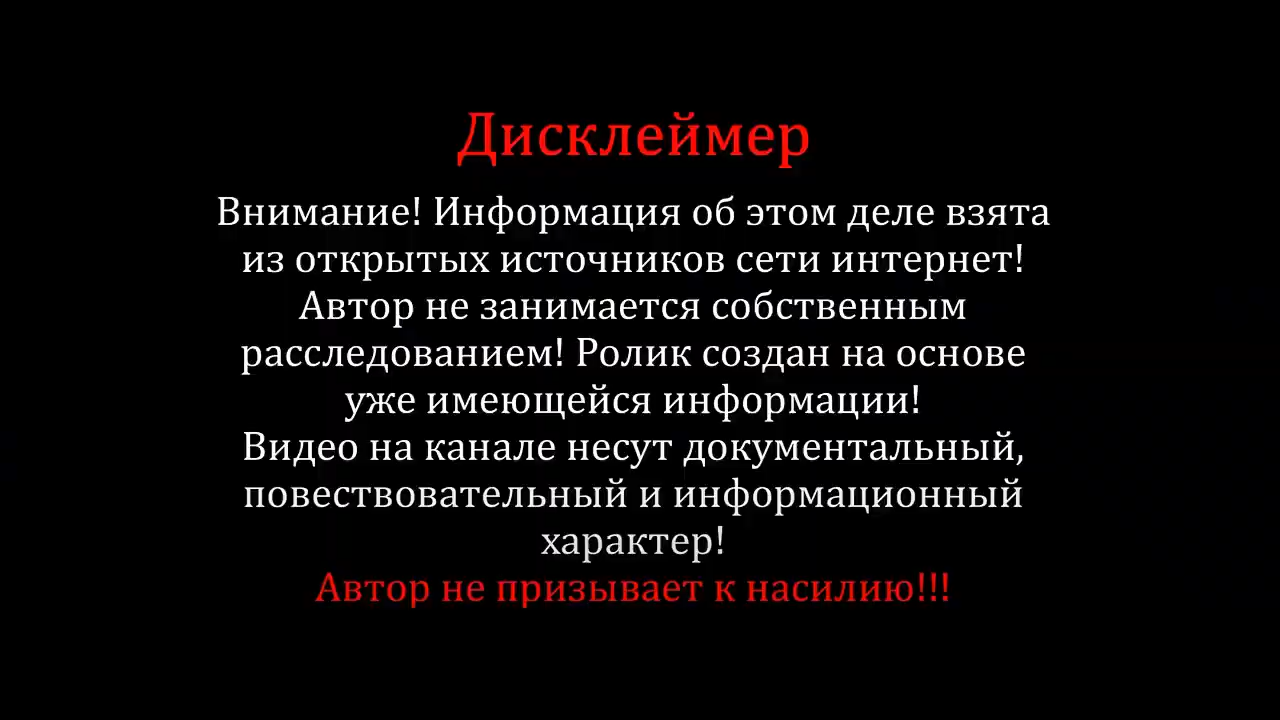 Дисклеймер
Внимание! Информация об этом деле взята
из открытых источников сети интернет!
Автор не занимается собственным
расследованием! Ролик создан на основе
уже имеющейся информации!
Видео на канале несут документальный,
повествовательный и информационный
характер!
Автор не призывает к насилию!!!